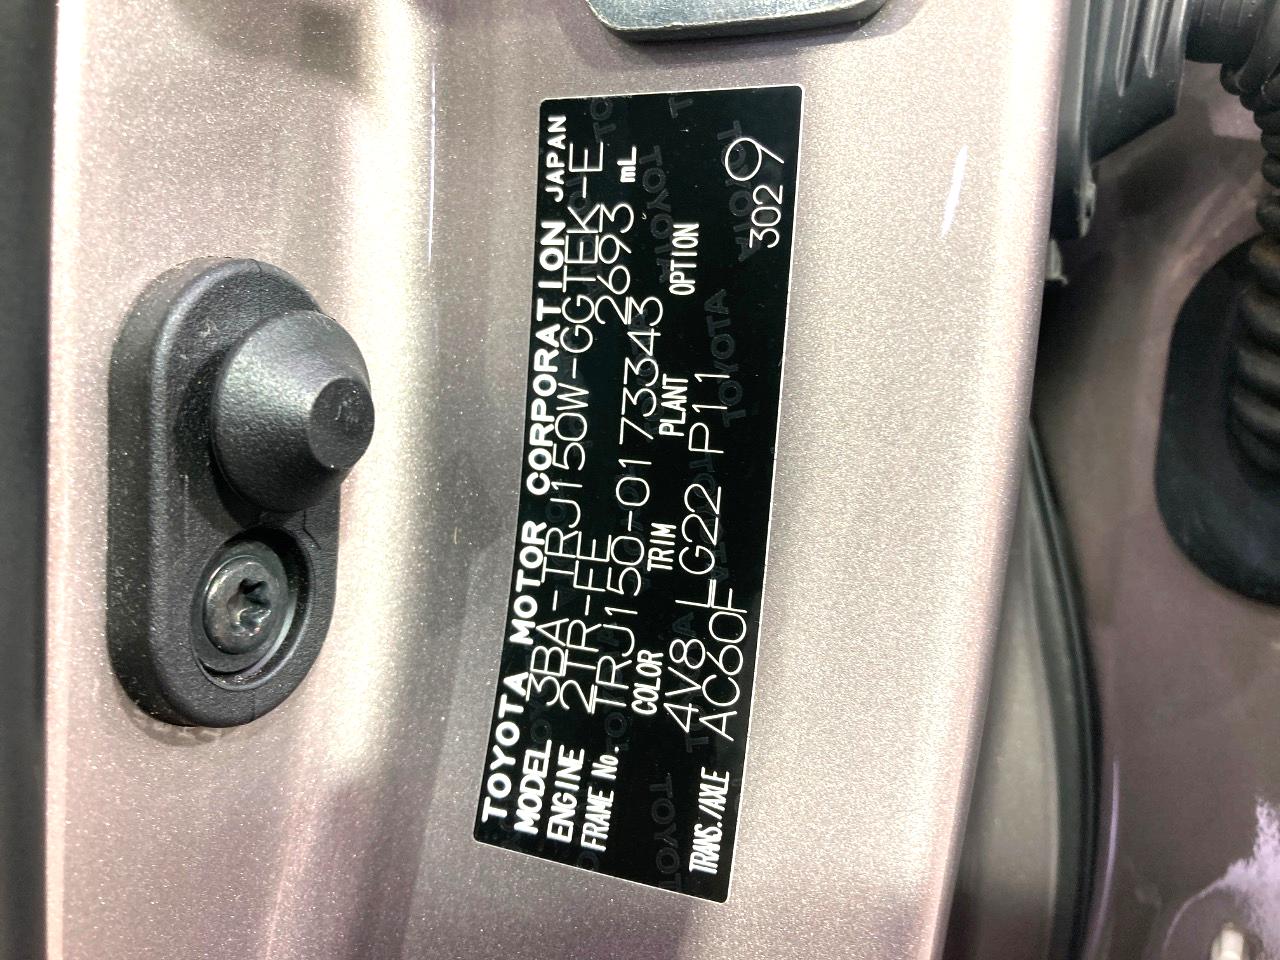 TOYOTA MOTOR CORPORATION JAPAN
MODEL 3BA-TRJ150W-GGTEK-E
ENGINE 2TR-FE 2693 mL
FRAME No. TRJ150-0173343
COLOR TRIM PLANT OPTION
4V8 LG22 P11
TRANS./AXLE AC60F 3029